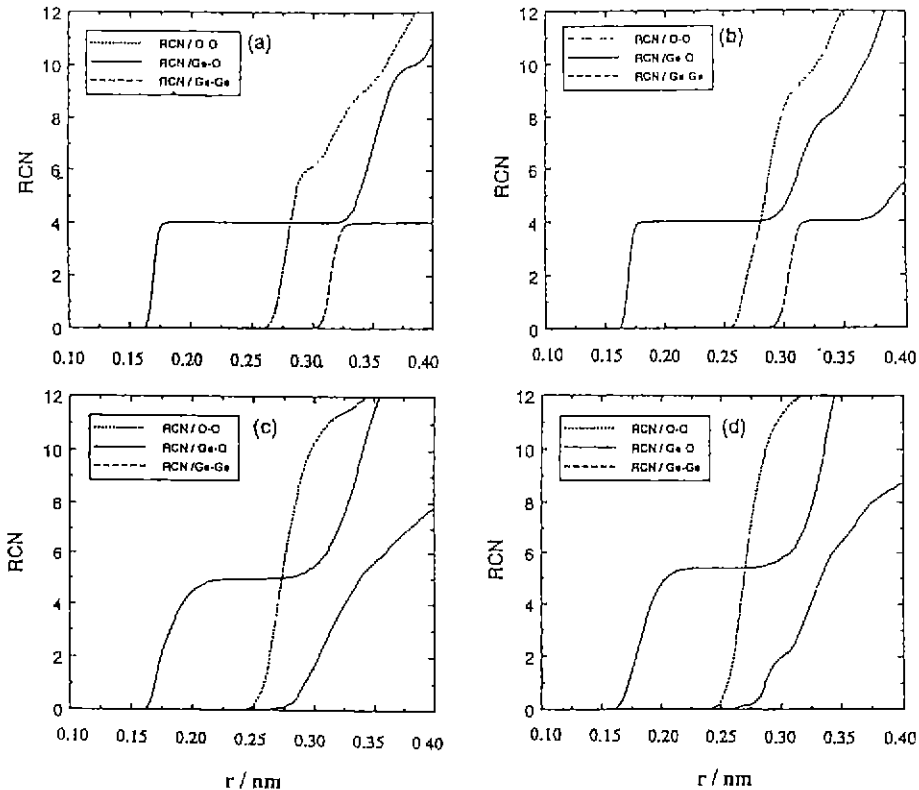 12
10
8
6
4
2
0
RCN
RCN / O-O
RCN /Ge-O
RCN / Ge-Ge
(a)
0.10 0.15 0.20 0.25 0.30 0.35 0.40
12
10
8
6
4
2
0
RCN
RCN / O-O
RCN / Ge-O
RCN / Ge-Ge
(b)
0.10 0.15 0.20 0.25 0.30 0.35 0.40
12
10
8
6
4
2
0
RCN
RCN / O-O
RCN / Ge-O
RCN /Ge-Ge
(c)
0.10 0.15 0.20 0.25 0.30 0.35 0.40
r / nm
12
10
8
6
4
2
0
RCN
RCN / O-O
RCN / Ge-O
RCN / Ge-Ge
(d)
0.10 0.15 0.20 0.25 0.30 0.35 0.40
r / nm